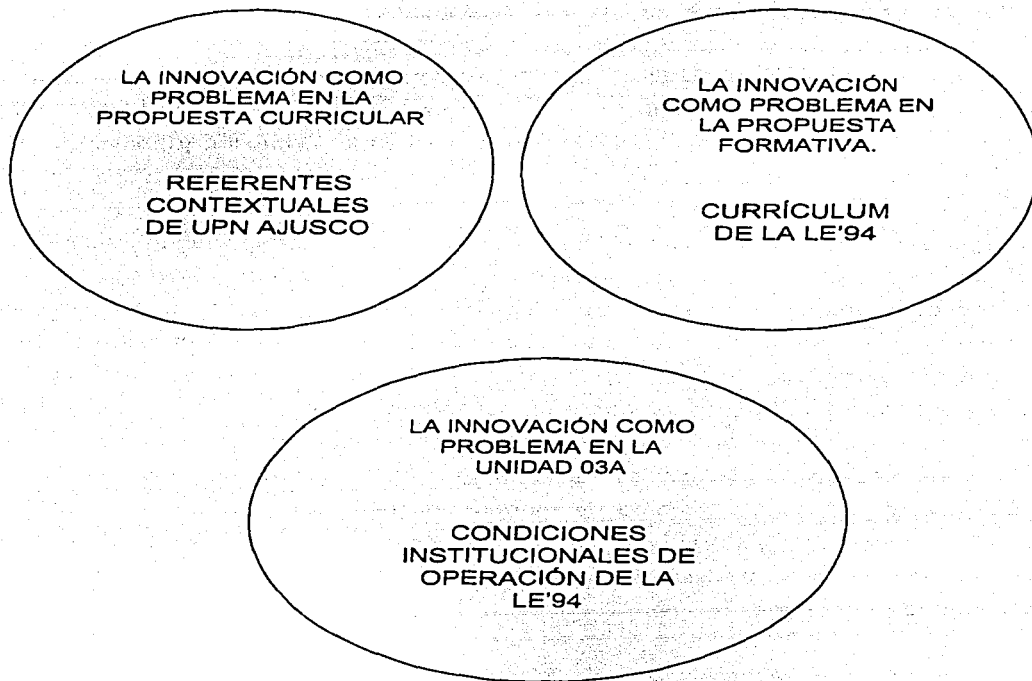 LA INNOVACIÓN COMO
PROBLEMA EN LA
PROPUESTA CURRICULAR
REFERENTES
CONTEXTUALES
DE UPN AJUSCO
LA INNOVACIÓN
COMO PROBLEMA EN
LA PROPUESTA
FORMATIVA.
CURRÍCULUM
DE LA LE'94
LA INNOVACIÓN COMO
PROBLEMA EN LA
UNIDAD 03A
CONDICIONES
INSTITUCIONALES DE
OPERACIÓN DE LA
LE'94